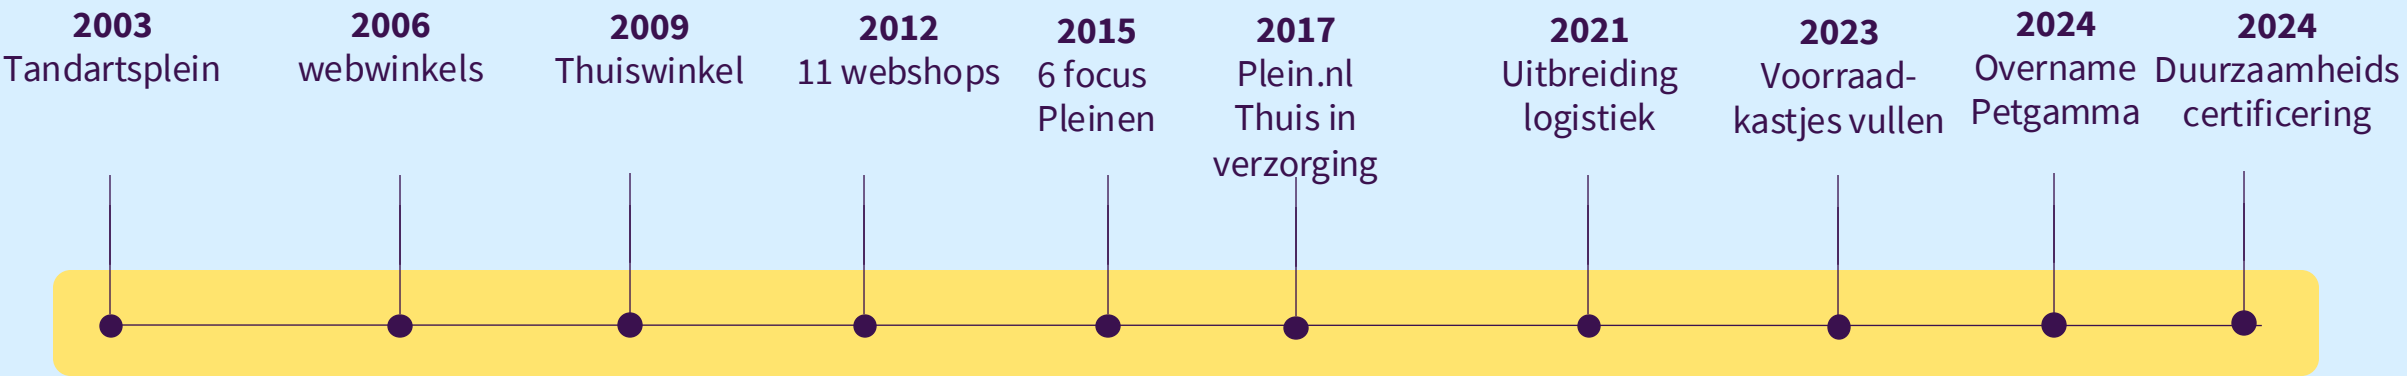 2003
Tandartsplein
2006
webwinkels
2009
Thuiswinkel
2012
11 webshops
2015
6 focus
Pleinen
2017
Plein.nl
Thuis in
verzorging
2021
Uitbreiding
logistiek
2023
Voorraad-
kastjes vullen
2024
Overname
Petgamma
2024
Duurzaamheids
certificering